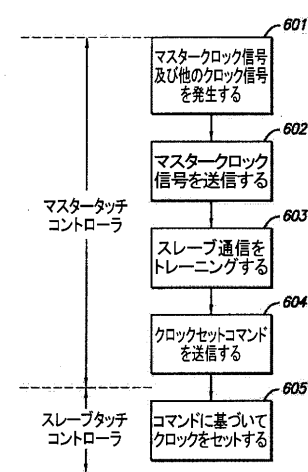 601
マスタークロック信号
及び他のクロック信号
を発生する
602
マスタークロック
信号を送信する
603
スレーブ通信を
トレーニングする
604
クロックセットコマンド
を送信する
605
コマンドに基づいて
クロックをセットする
マスタータッチ
コントローラ
スレーブタッチ
コントローラ